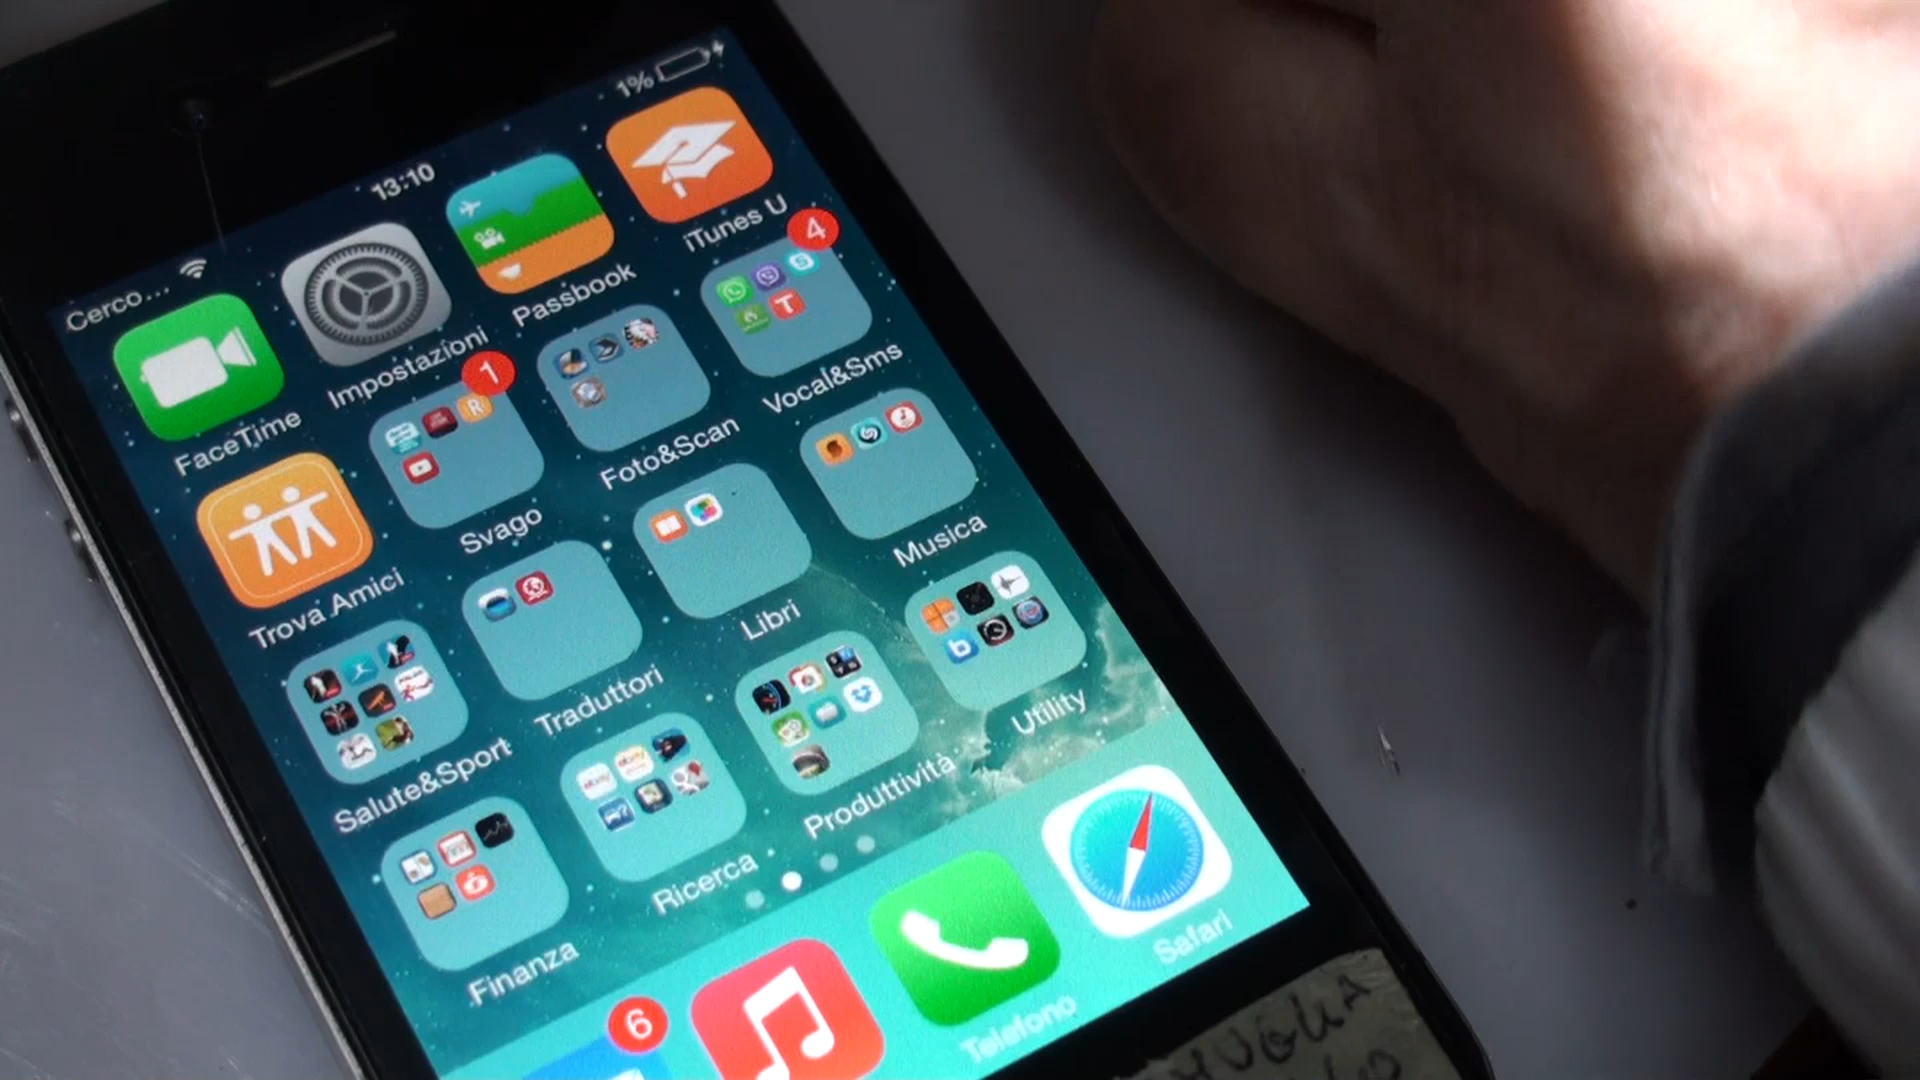 Cerco...
13:10
1%
FaceTime
Impostazioni
Passbook
iTunes U
Trova Amici
1
Svago
Foto&Scan
4
Vocal&Sms
Salute&Sport
Traduttori
Libri
Musica
Finanza
Ricerca
Produttività
Utility
6
Telefono
Safari